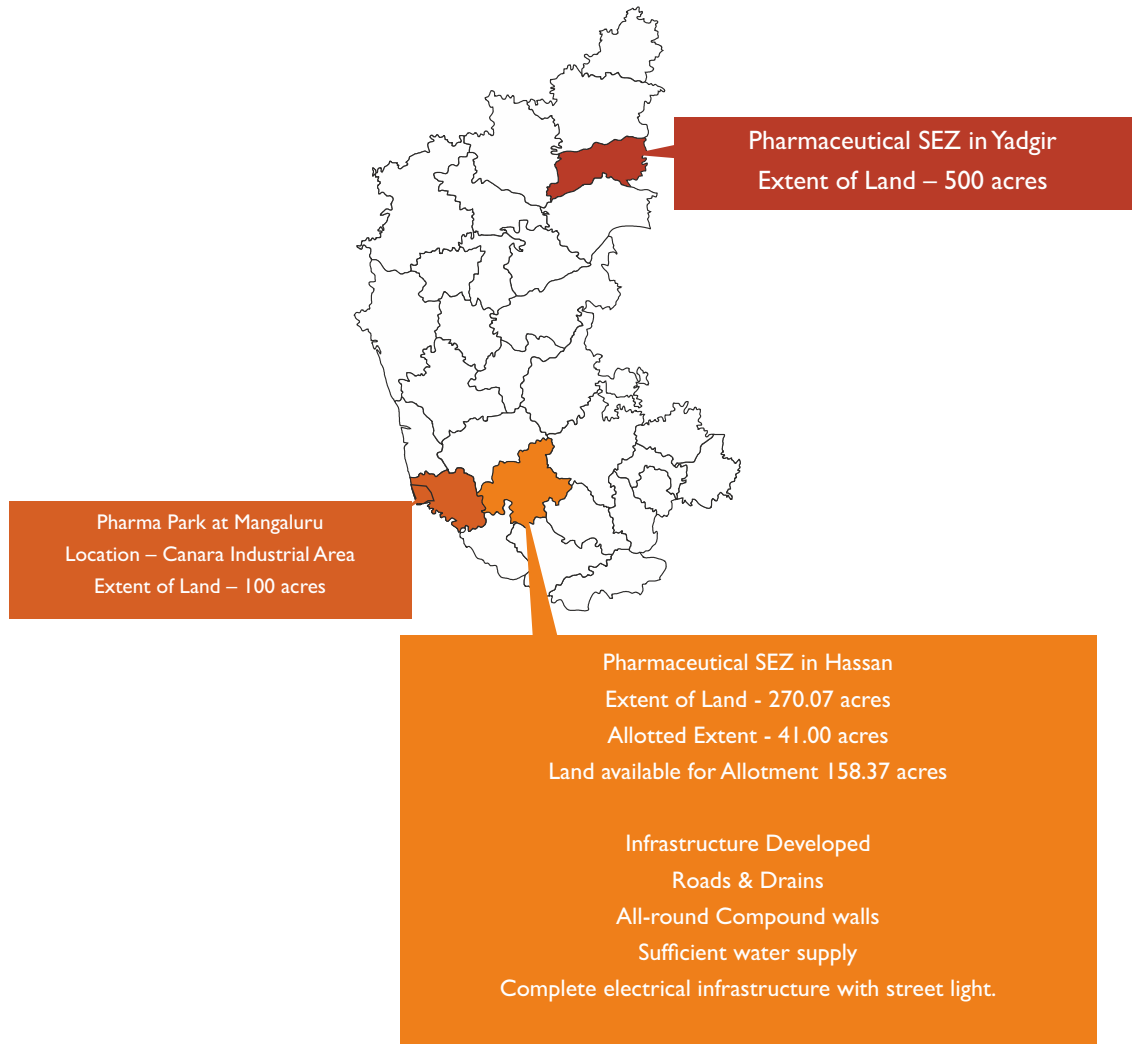 Pharmaceutical SEZ in Yadgir
Extent of Land – 500 acres
Pharma Park at Mangaluru
Location – Canara Industrial Area
Extent of Land – 100 acres
Pharmaceutical SEZ in Hassan
Extent of Land - 270.07 acres
Allotted Extent - 41.00 acres
Land available for Allotment 158.37 acres
Infrastructure Developed
Roads & Drains
All-round Compound walls
Sufficient water supply
Complete electrical infrastructure with street light.